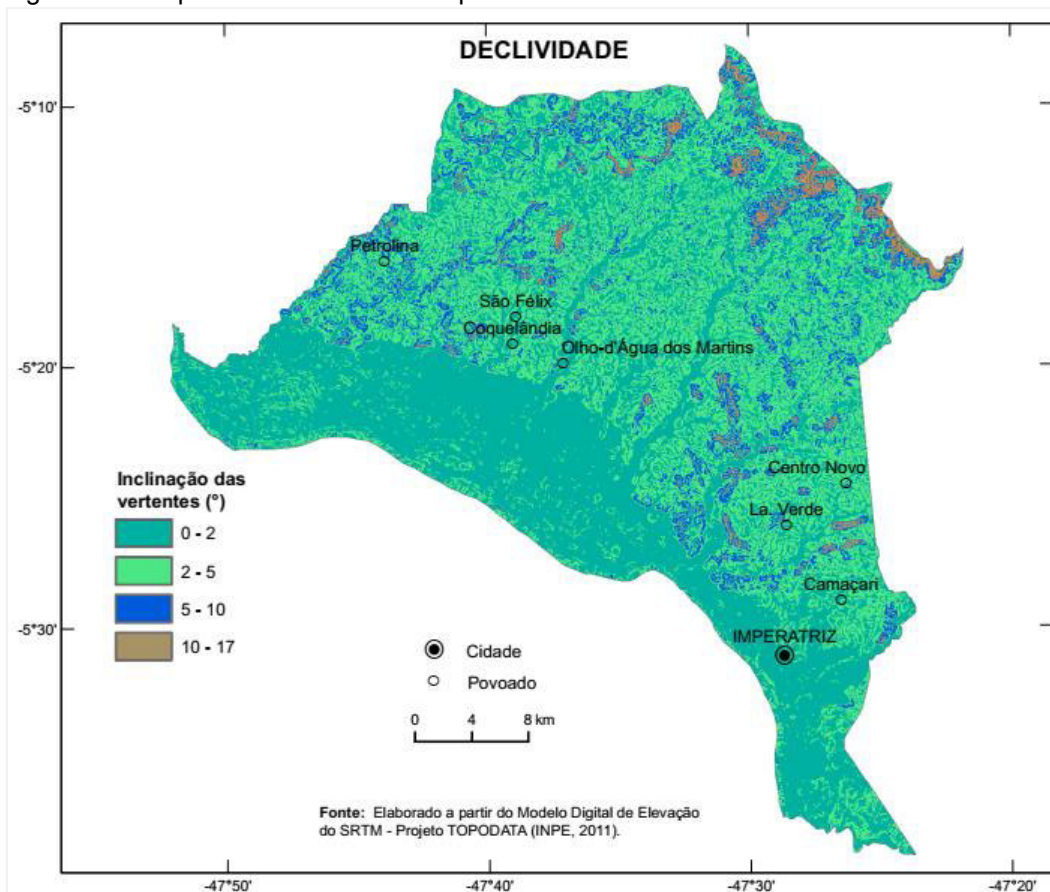 DECLIVIDADE
-5°10'
Petrolina
São Félix
Coquelândia
Olho-d'Água dos Martins
-5°20'
Centro Novo
La. Verde
Camaçari
-5°30'
IMPERATRIZ
Inclinação das
vertentes (°)
0 - 2
2 - 5
5 - 10
10 - 17
Cidade
Povoado
0 4 8 km
Fonte: Elaborado a partir do Modelo Digital de Elevação
do SRTM - Projeto TOPODATA (INPE, 2011).
-47°50' -47°40' -47°30' -47°20'